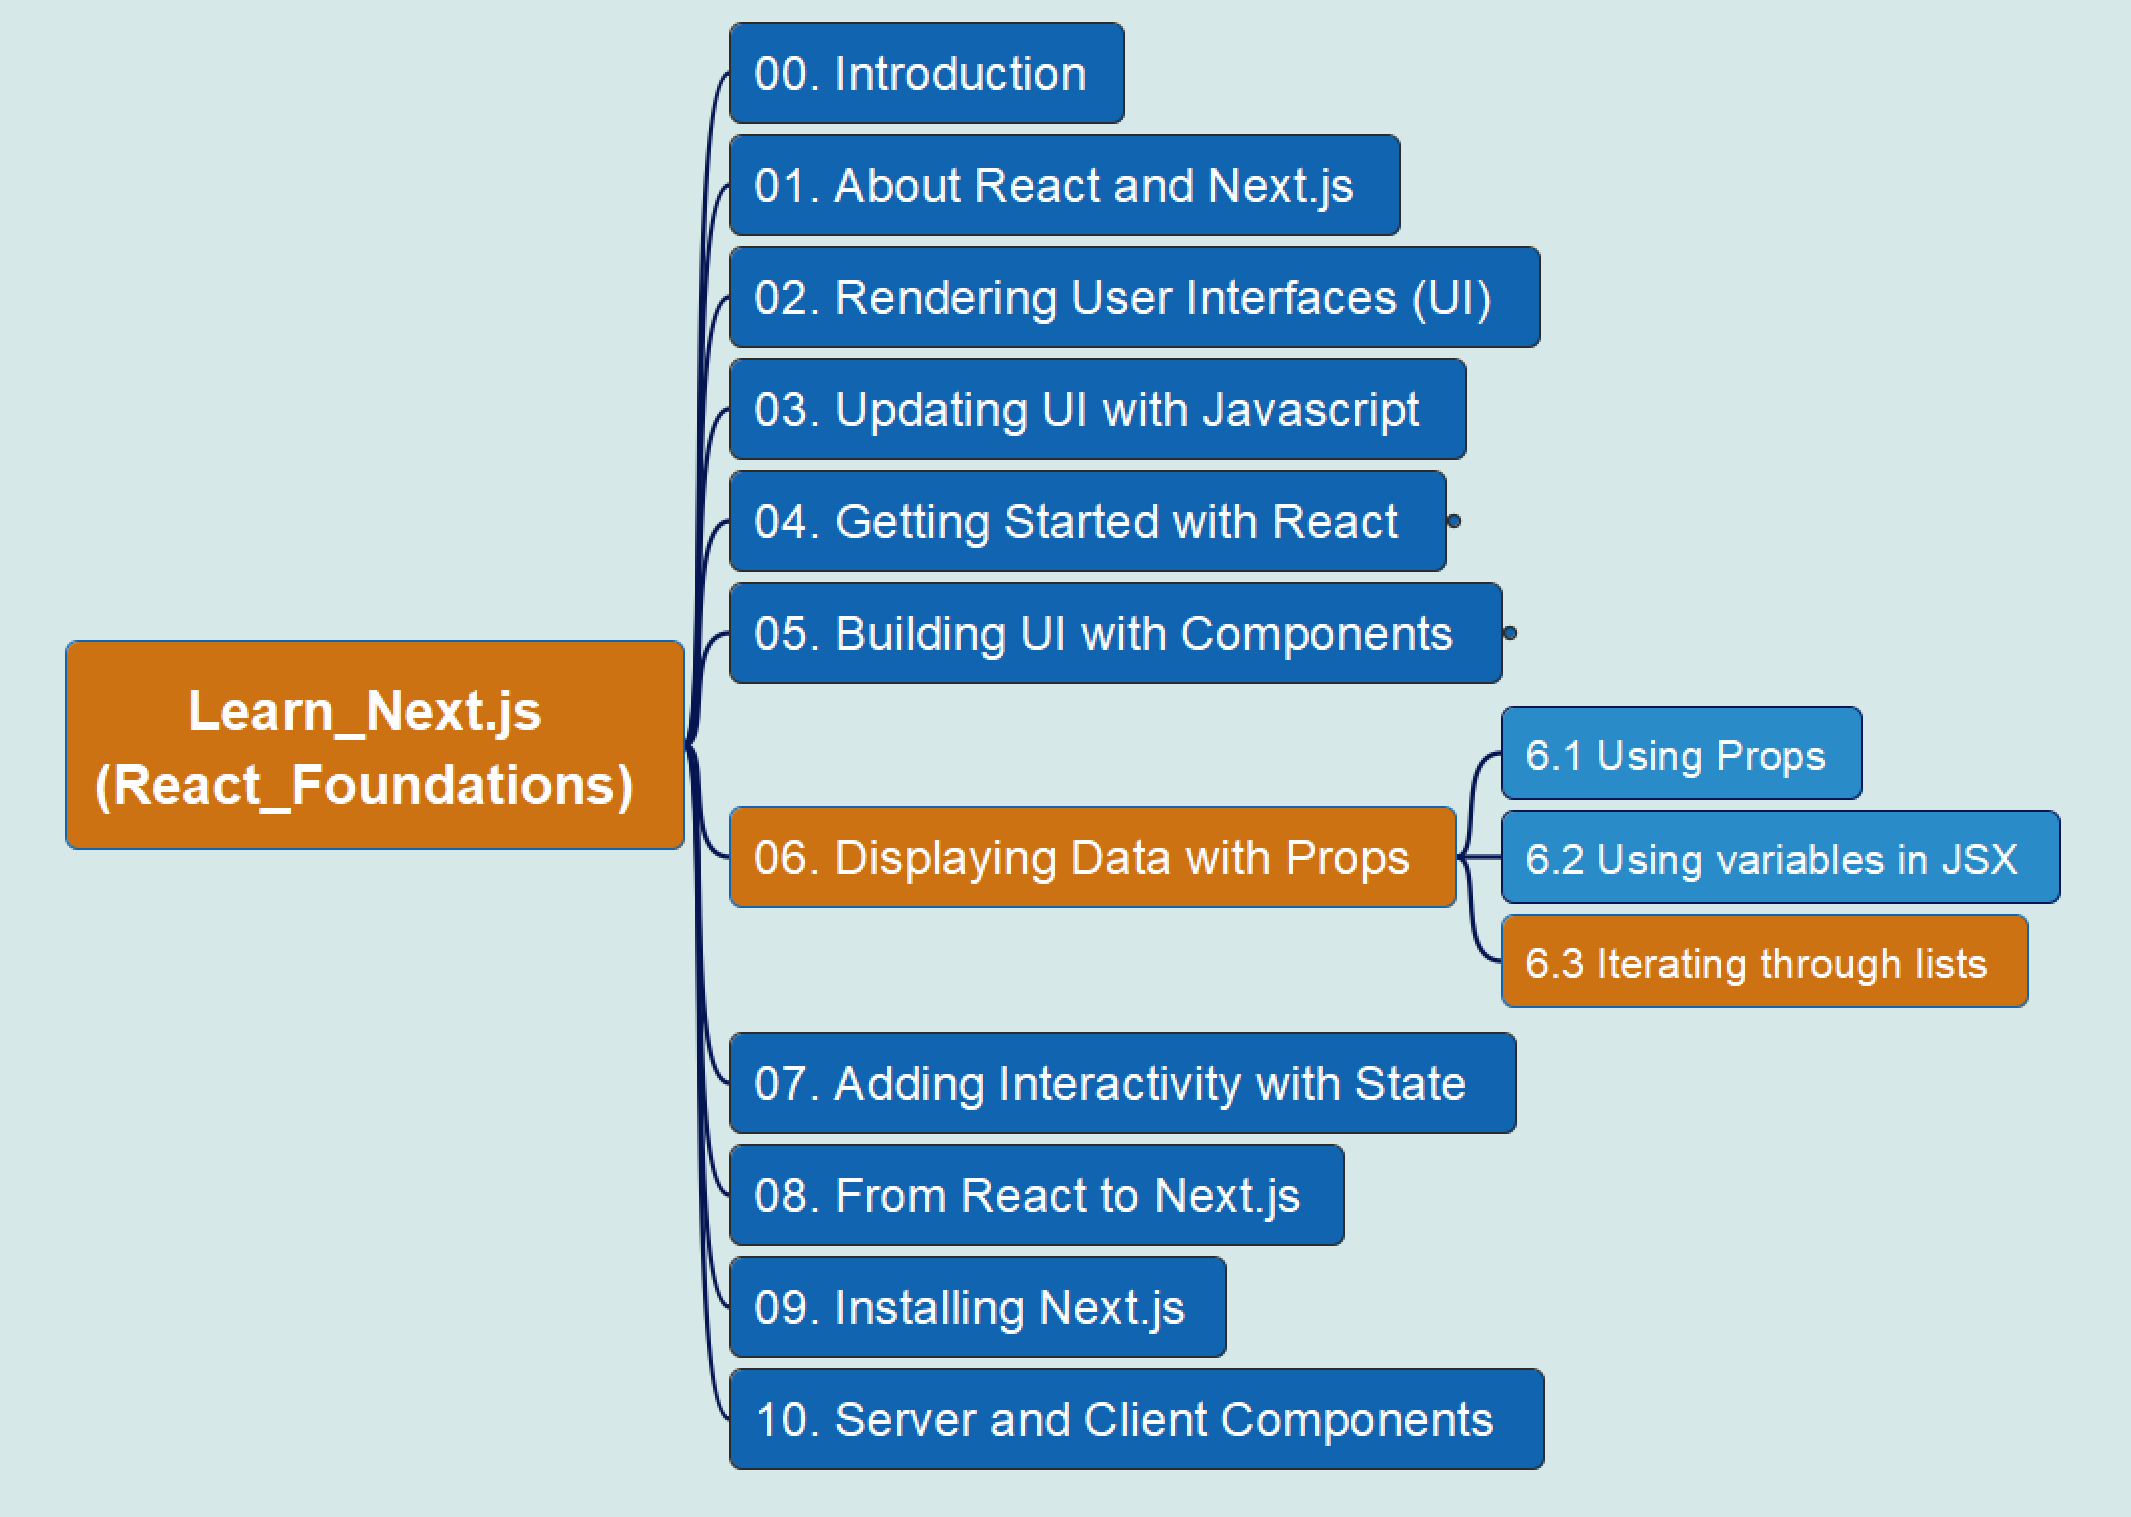 00. Introduction
01. About React and Next.js
02. Rendering User Interfaces (UI)
03. Updating UI with Javascript
04. Getting Started with React
05. Building UI with Components
Learn_Next.js
(React_Foundations)
06. Displaying Data with Props
6.1 Using Props
6.2 Using variables in JSX
6.3 Iterating through lists
07. Adding Interactivity with State
08. From React to Next.js
09. Installing Next.js
10. Server and Client Components